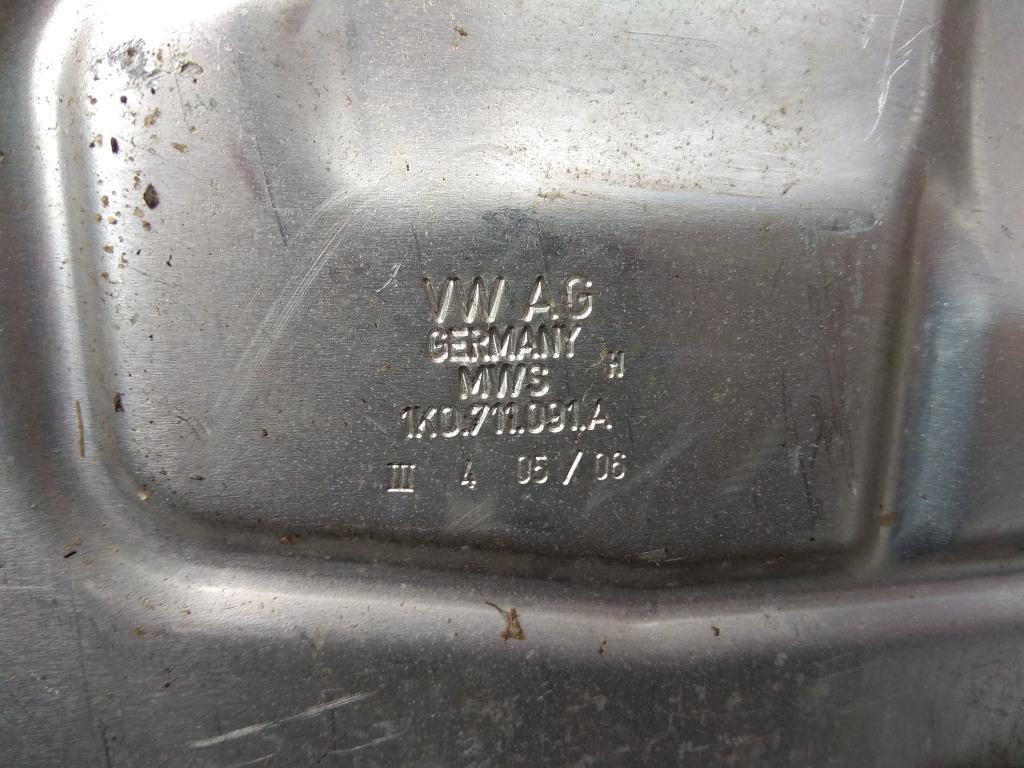 VW AG
GERMANY
MWS H
1K0.711.091.A
III 4 05/06